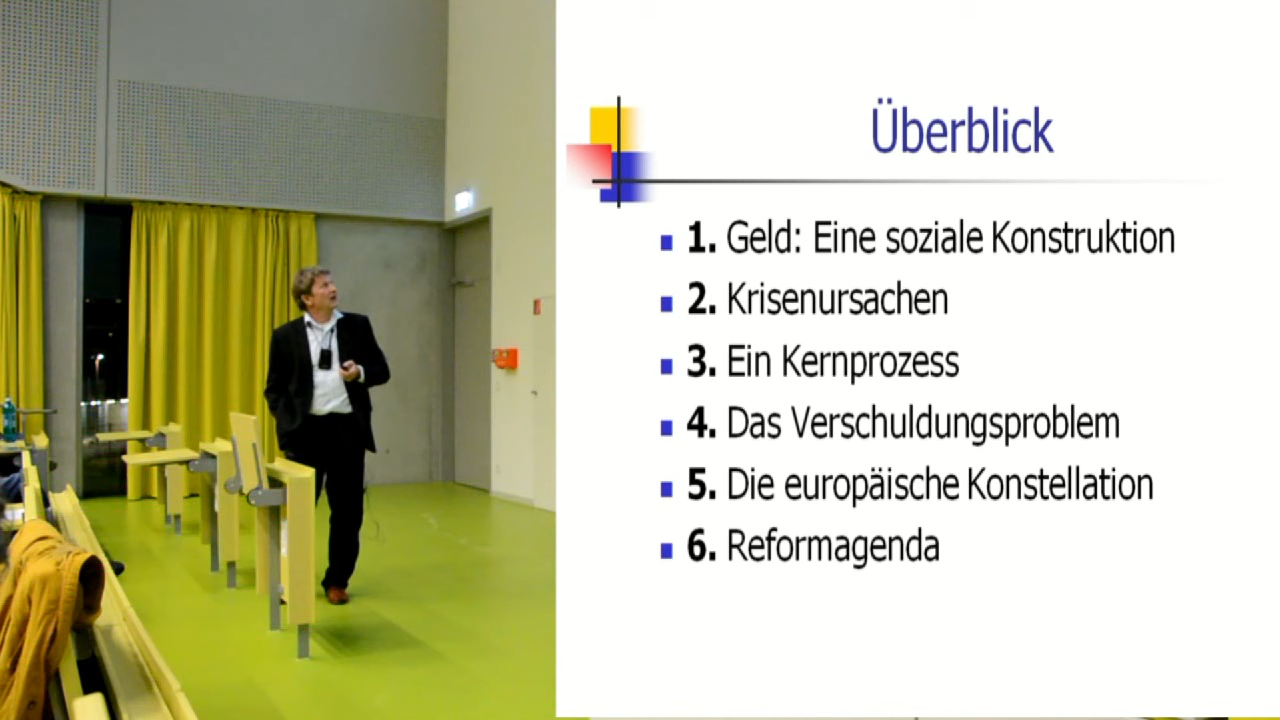 Überblick
1. Geld: Eine soziale Konstruktion
2. Krisenursachen
3. Ein Kernprozess
4. Das Verschuldungsproblem
5. Die europäische Konstellation
6. Reformagenda